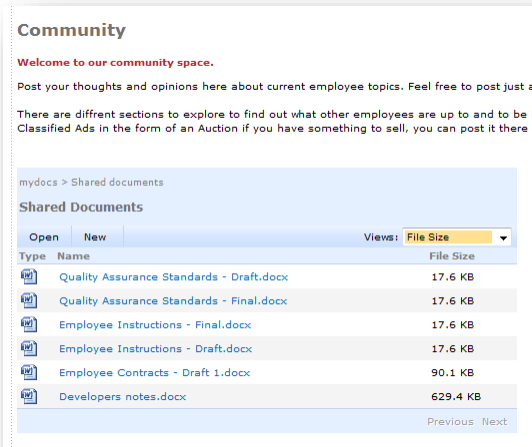 Community
Welcome to our community space.
Post your thoughts and opinions here about current employee topics. Feel free to post just
There are diffrent sections to explore to find out what other employees are up to and to be
Classified Ads in the form of an Auction if you have something to sell, you can post it there
mydocs > Shared documents
Shared Documents
Open New Views: File Size
Type Name File Size
Quality Assurance Standards - Draft.docx 17.6 KB
Quality Assurance Standards - Final.docx 17.6 KB
Employee Instructions - Final.docx 17.6 KB
Employee Instructions - Draft.docx 17.6 KB
Employee Contracts - Draft 1.docx 90.1 KB
Developers notes.docx 629.4 KB
Previous Next